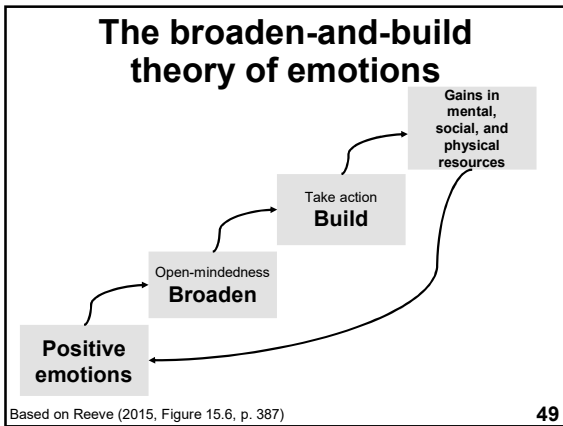 The broaden-and-build
theory of emotions
Gains in
mental,
social, and
physical
resources
Take action
Build
Open-mindedness
Broaden
Positive
emotions
Based on Reeve (2015, Figure 15.6, p. 387)
49